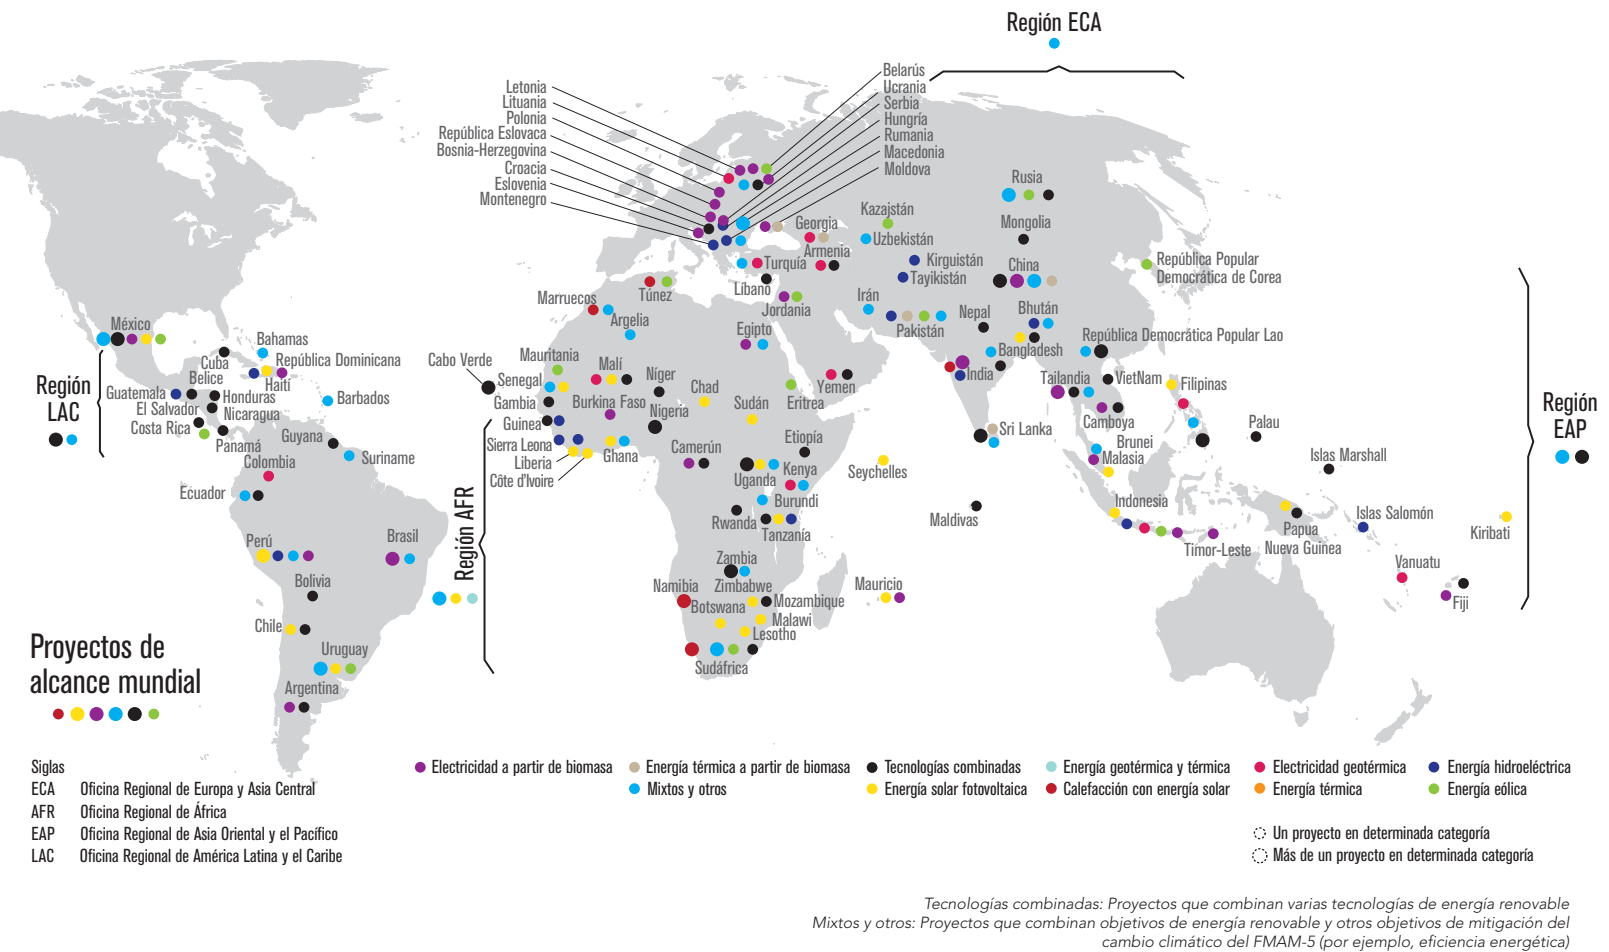 Región ECA
Letonia
Lituania
Polonia
República Eslovaca
Bosnia-Herzegovina
Croacia
Eslovenia
Montenegro
Belarús
Ucrania
Serbia
Hungría
Rumania
Macedonia
Moldova
Rusia
Mongolia
Kazajstán
Uzbekistán
Georgia
Armenia
Turquía
Líbano
Jordania
Kirguistán
Tayikistán
China
República Popular
Democrática de Corea
Túnez
Marruecos
Argelia
Egipto
Irán
Pakistán
Nepal
Bhután
Bangladesh
India
República Democrática Popular Lao
México
Bahamas
Cuba
República Dominicana
Haití
Belice
Guatemala
Honduras
El Salvador
Nicaragua
Costa Rica
Panamá
Barbados
Región
LAC
Guyana
Suriname
Colombia
Ecuador
Perú
Brasil
Bolivia
Chile
Uruguay
Argentina
Cabo Verde
Mauritania
Senegal
Gambia
Guinea
Sierra Leona
Liberia
Côte d'Ivoire
Malí
Burkina Faso
Ghana
Níger
Nigeria
Chad
Sudán
Eritrea
Yemen
Etiopía
Camerún
Uganda
Kenya
Burundi
Rwanda
Tanzanía
Seychelles
Zambia
Zimbabwe
Namibia
Botswana
Mozambique
Malawi
Lesotho
Sudáfrica
Mauricio
Región AFR
Sri Lanka
Maldivas
Tailandia
VietNam
Camboya
Filipinas
Brunei
Malasia
Indonesia
Timor-Leste
Palau
Islas Marshall
Papua
Nueva Guinea
Islas Salomón
Kiribati
Vanuatu
Fiji
Región
EAP
Proyectos de
alcance mundial
Siglas
ECA Oficina Regional de Europa y Asia Central
AFR Oficina Regional de África
EAP Oficina Regional de Asia Oriental y el Pacífico
LAC Oficina Regional de América Latina y el Caribe
Electricidad a partir de biomasa
Energía térmica a partir de biomasa
Tecnologías combinadas
Energía geotérmica y térmica
Electricidad geotérmica
Energía hidroeléctrica
Mixtos y otros
Energía solar fotovoltaica
Calefacción con energía solar
Energía térmica
Energía eólica
Un proyecto en determinada categoría
Más de un proyecto en determinada categoría
Tecnologías combinadas: Proyectos que combinan varias tecnologías de energía renovable
Mixtos y otros: Proyectos que combinan objetivos de energía renovable y otros objetivos de mitigación del
cambio climático del FMAM-5 (por ejemplo, eficiencia energética)